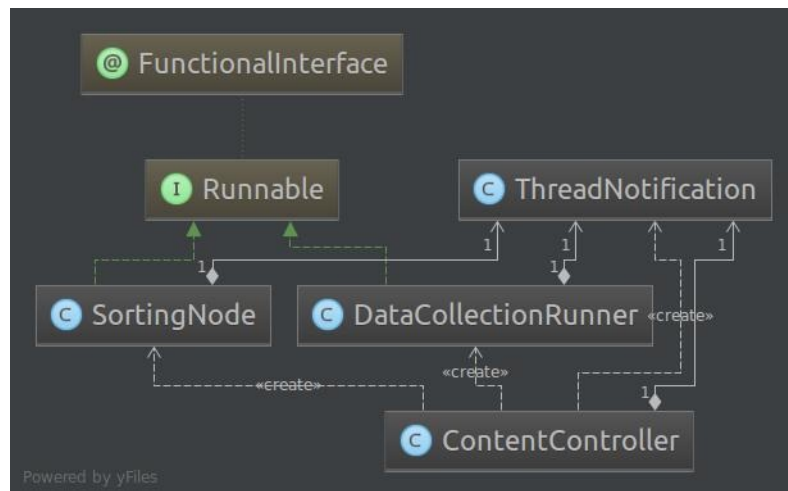 @ FunctionalInterface
I Runnable
C ThreadNotification
1 1 1
1 1
C SortingNode
C DataCollectionRunner
«create»
«create»
«create»
1
C ContentController
Powered by yFiles